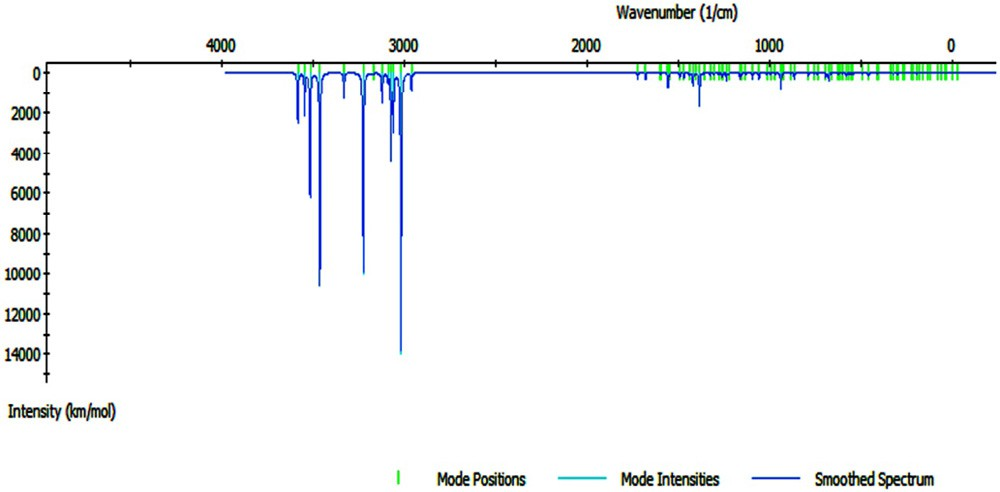 Wavenumber (1/cm)
4000 3000 2000 1000 0
0
2000
4000
6000
8000
10000
12000
14000
Intensity (km/mol)
Mode Positions Mode Intensities Smoothed Spectrum